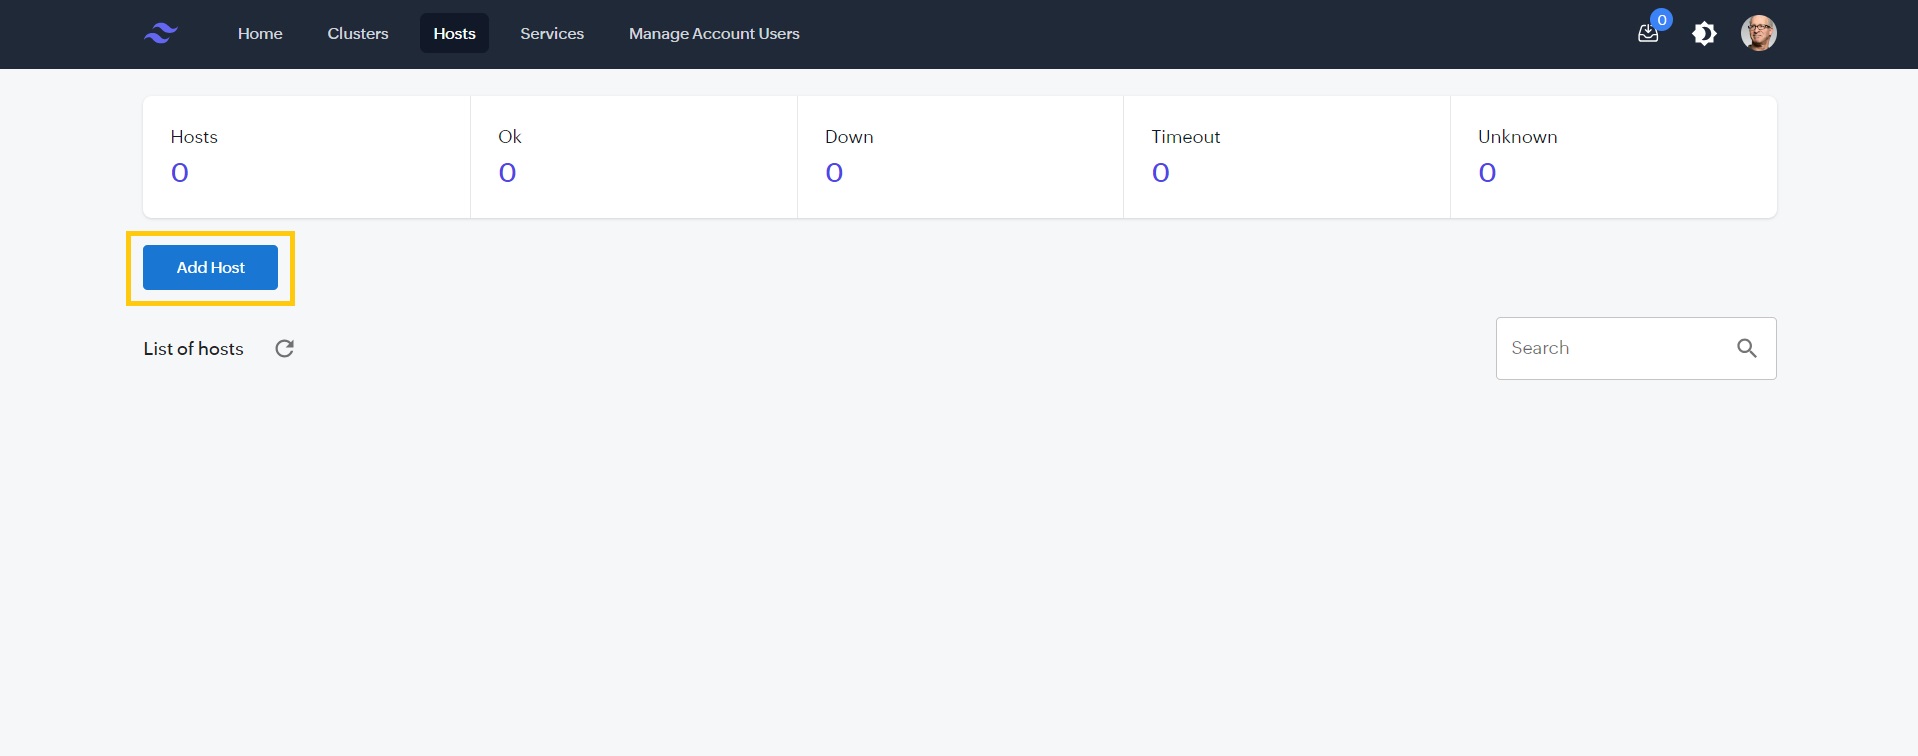 Home Clusters Hosts Services Manage Account Users 0
Hosts Ok Down Timeout Unknown
0 0 0 0 0
Add Host
List of hosts Search